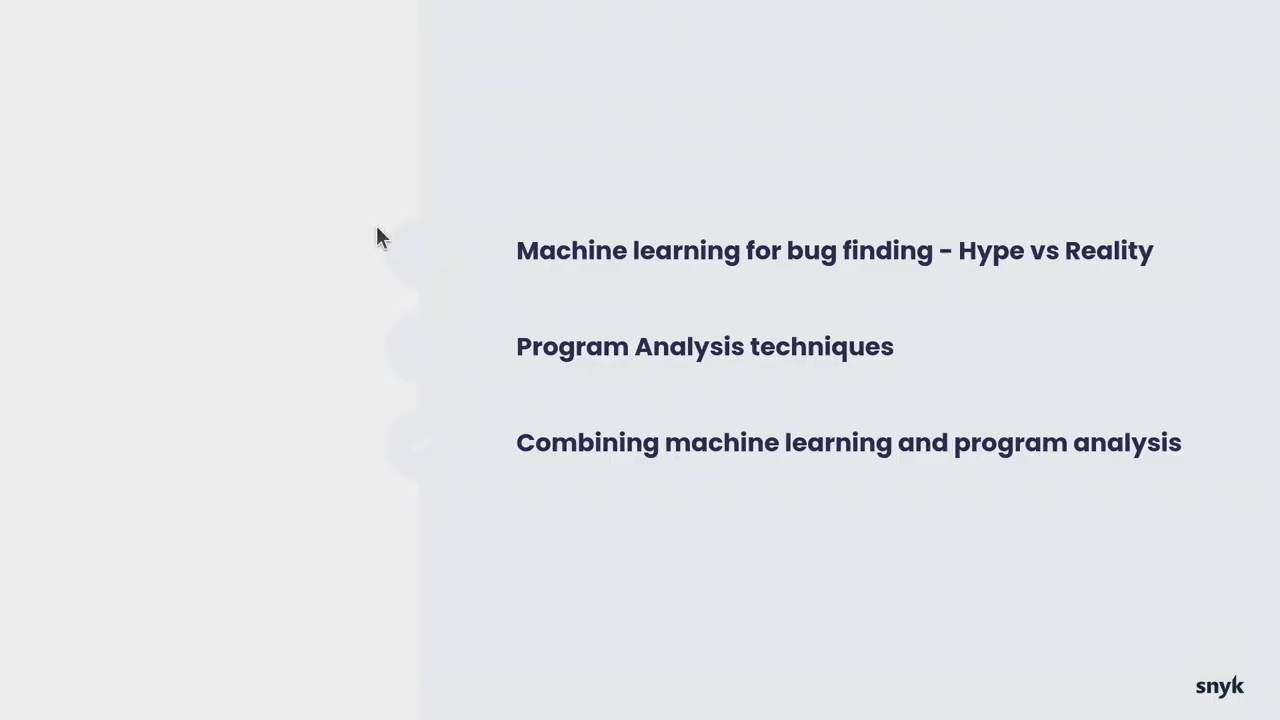 Machine learning for bug finding - Hype vs Reality
Program Analysis techniques
Combining machine learning and program analysis
snyk